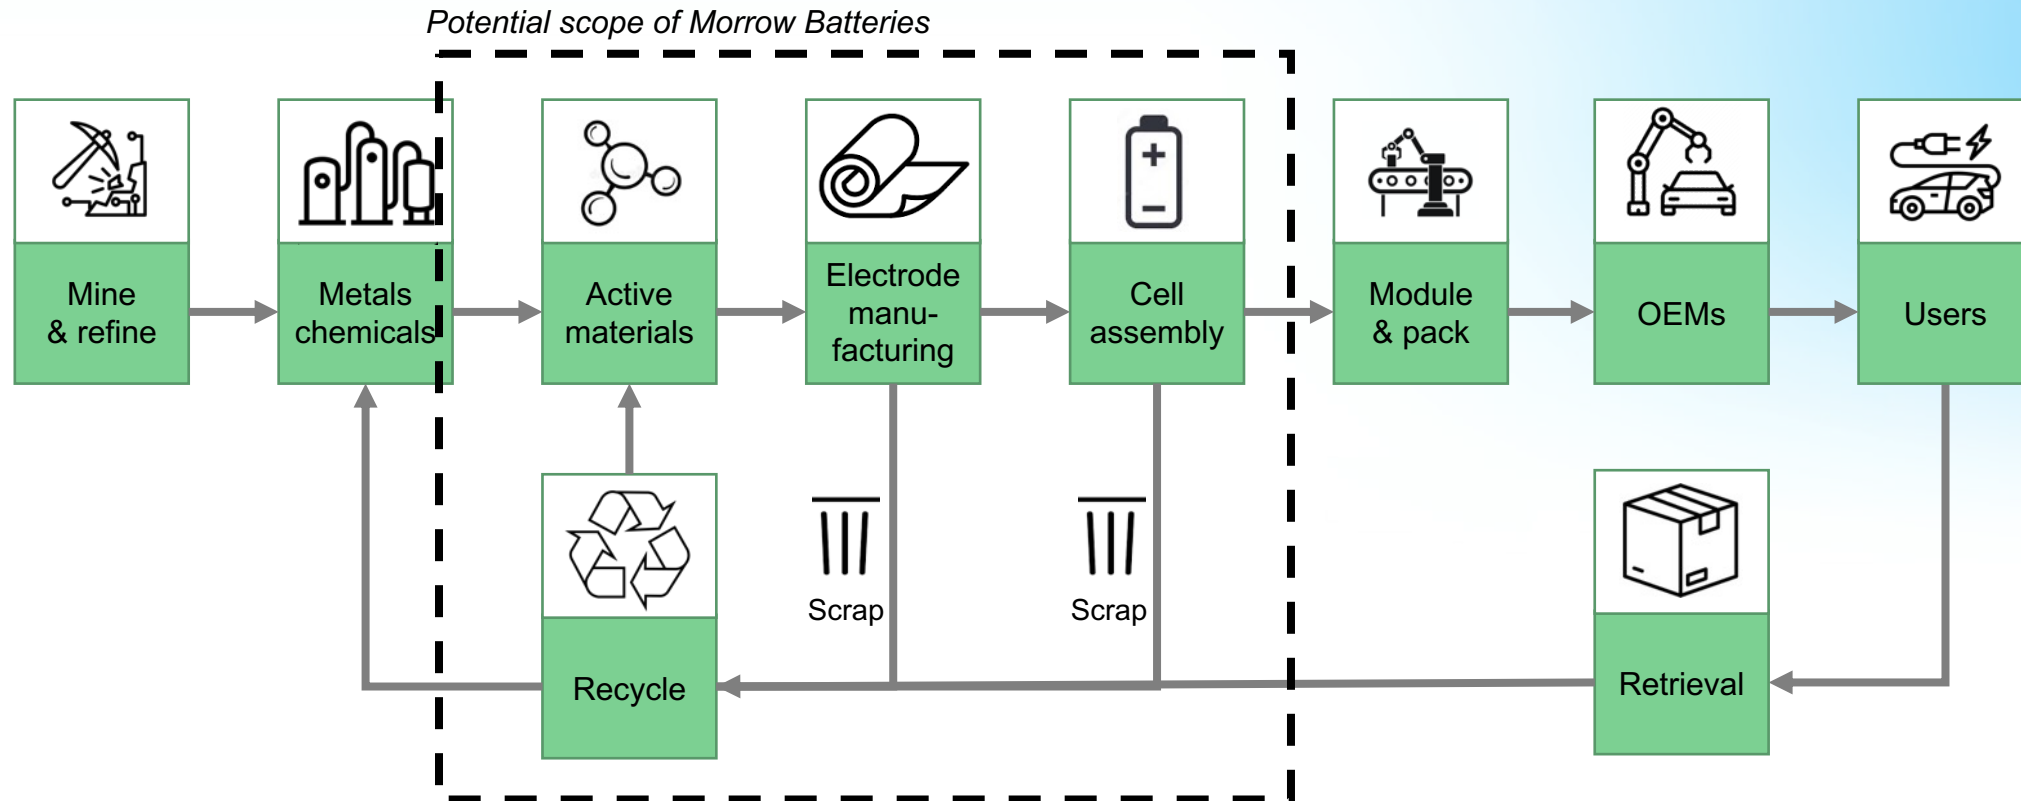 Potential scope of Morrow Batteries
Mine
& refine
Metals
chemicals
Active
materials
Electrode
manu-
facturing
Cell
assembly
Module
& pack
OEMs
Users
Scrap
Scrap
Recycle
Retrieval